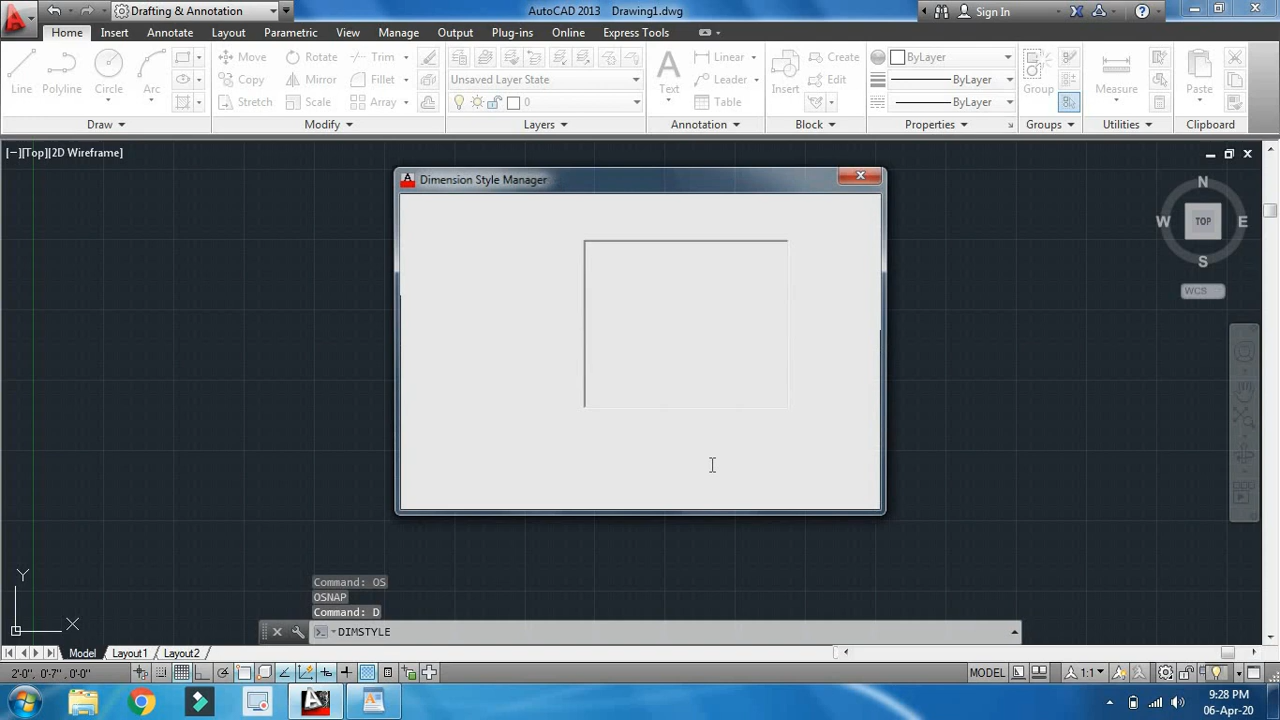 Drafting & Annotation
AutoCAD 2013 Drawing1.dwg
Sign In
Home Insert Annotate Layout Parametric View Manage Output Plug-ins Online Express Tools
Move Rotate Trim
Unsaved Layer State
Linear
Create
ByLayer
Line Polyline Circle Arc
Copy Mirror Fillet
Text
Leader
Insert
Edit
ByLayer
Group
Measure
Paste
Stretch Scale Array
0
Table
ByLayer
Draw Modify Layers Annotation Block Properties Groups Utilities Clipboard
[−][Top][2D Wireframe]
Dimension Style Manager
N
W TOP E
S
WCS
Y
X
Command: OS
OSNAP
Command: D
DIMSTYLE
Model Layout1 Layout2
2'-0", 0'-7", 0'-0"
MODEL
1:1
9:28 PM
06-Apr-20